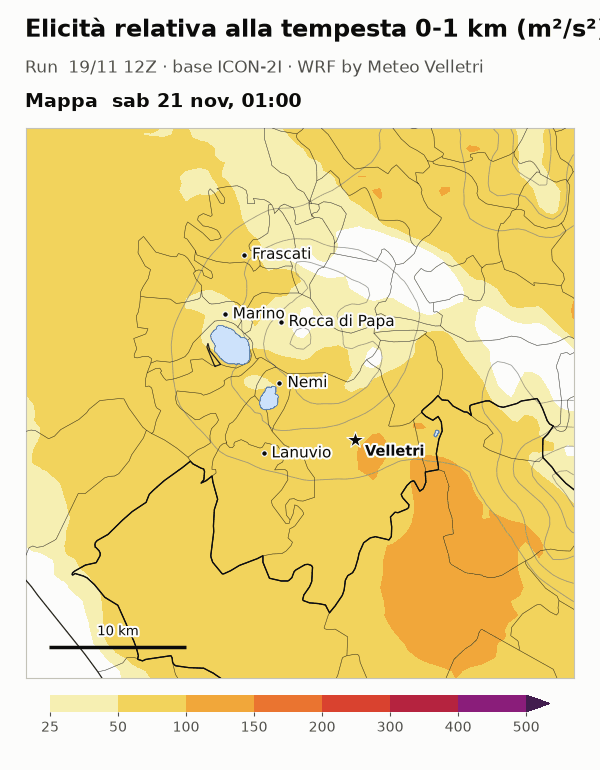 Elicità relativa alla tempesta 0-1 km (m²/s²)
Run 19/11 12Z · base ICON-2I · WRF by Meteo Velletri
Mappa sab 21 nov, 01:00
Frascati
Marino
Rocca di Papa
Nemi
Lanuvio
Velletri
10 km
25 50 100 150 200 300 400 500